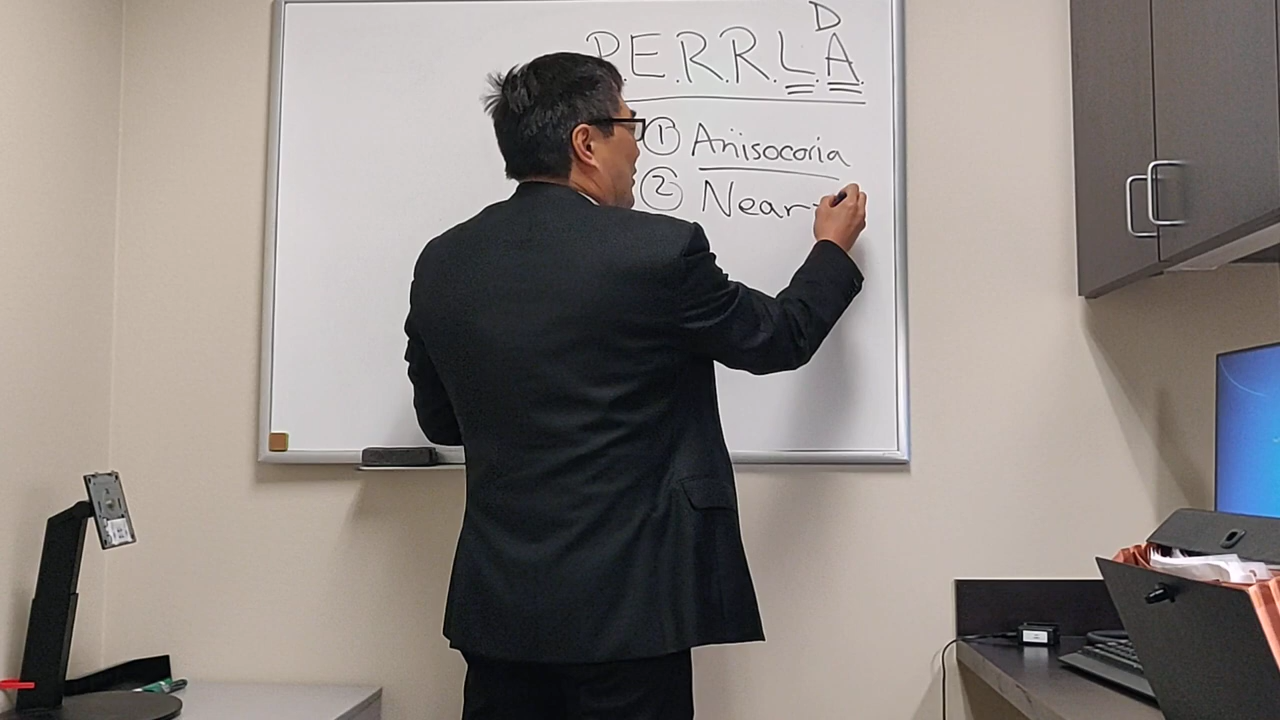 D
P.E.R.R.L.A.
① Anisocoria
② Near-